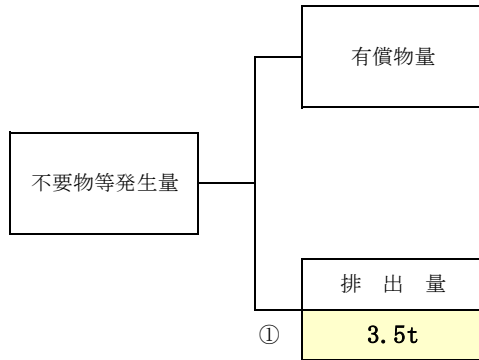 有償物量
不要物等発生量
排 出 量
① 3.5t